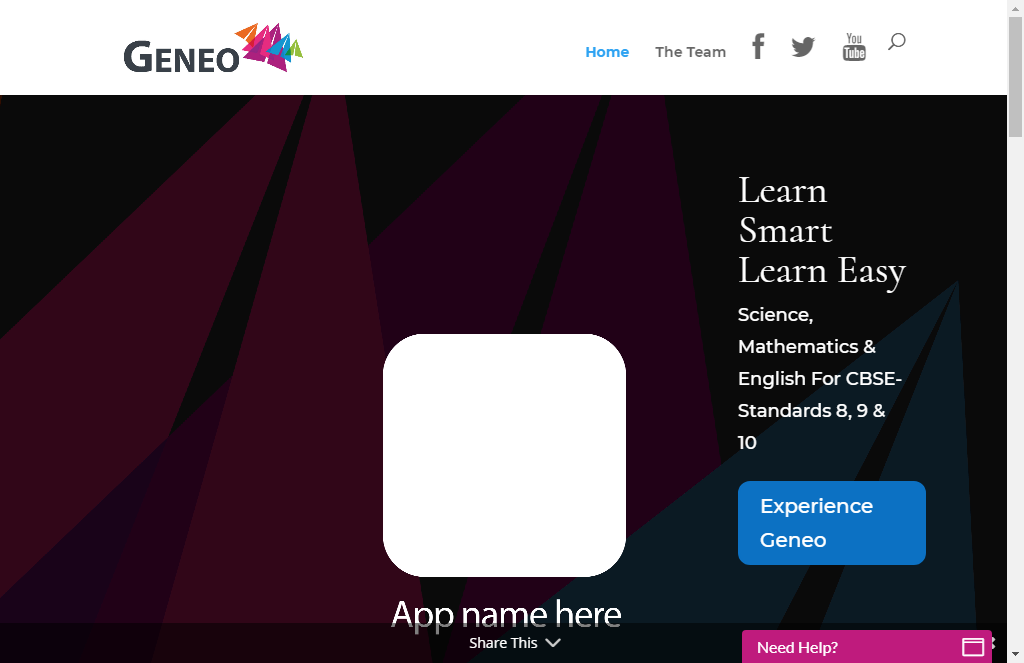 GENEO
Home
The Team
You
Tube
Learn
Smart
Learn Easy
Science,
Mathematics &
English For CBSE-
Standards 8, 9 &
10
Experience
Geneo
App name here
Share This
Need Help?